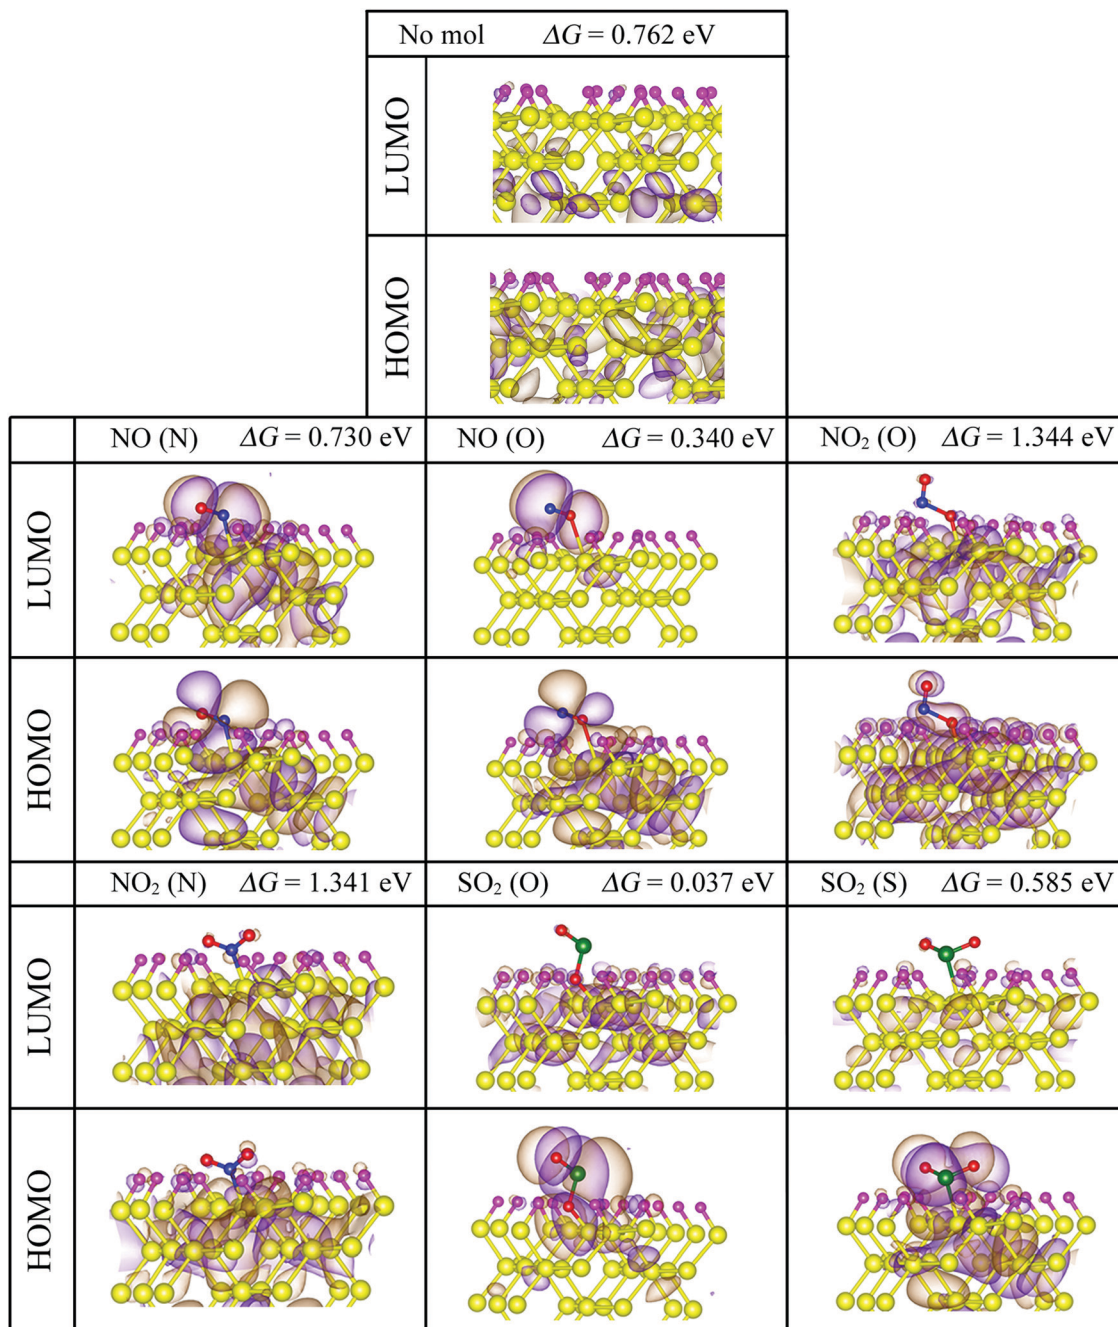 No mol ΔG = 0.762 eV
LUMO
HOMO
NO (N) ΔG = 0.730 eV NO (O) ΔG = 0.340 eV NO₂ (O) ΔG = 1.344 eV
LUMO
HOMO
NO₂ (N) ΔG = 1.341 eV SO₂ (O) ΔG = 0.037 eV SO₂ (S) ΔG = 0.585 eV
LUMO
HOMO